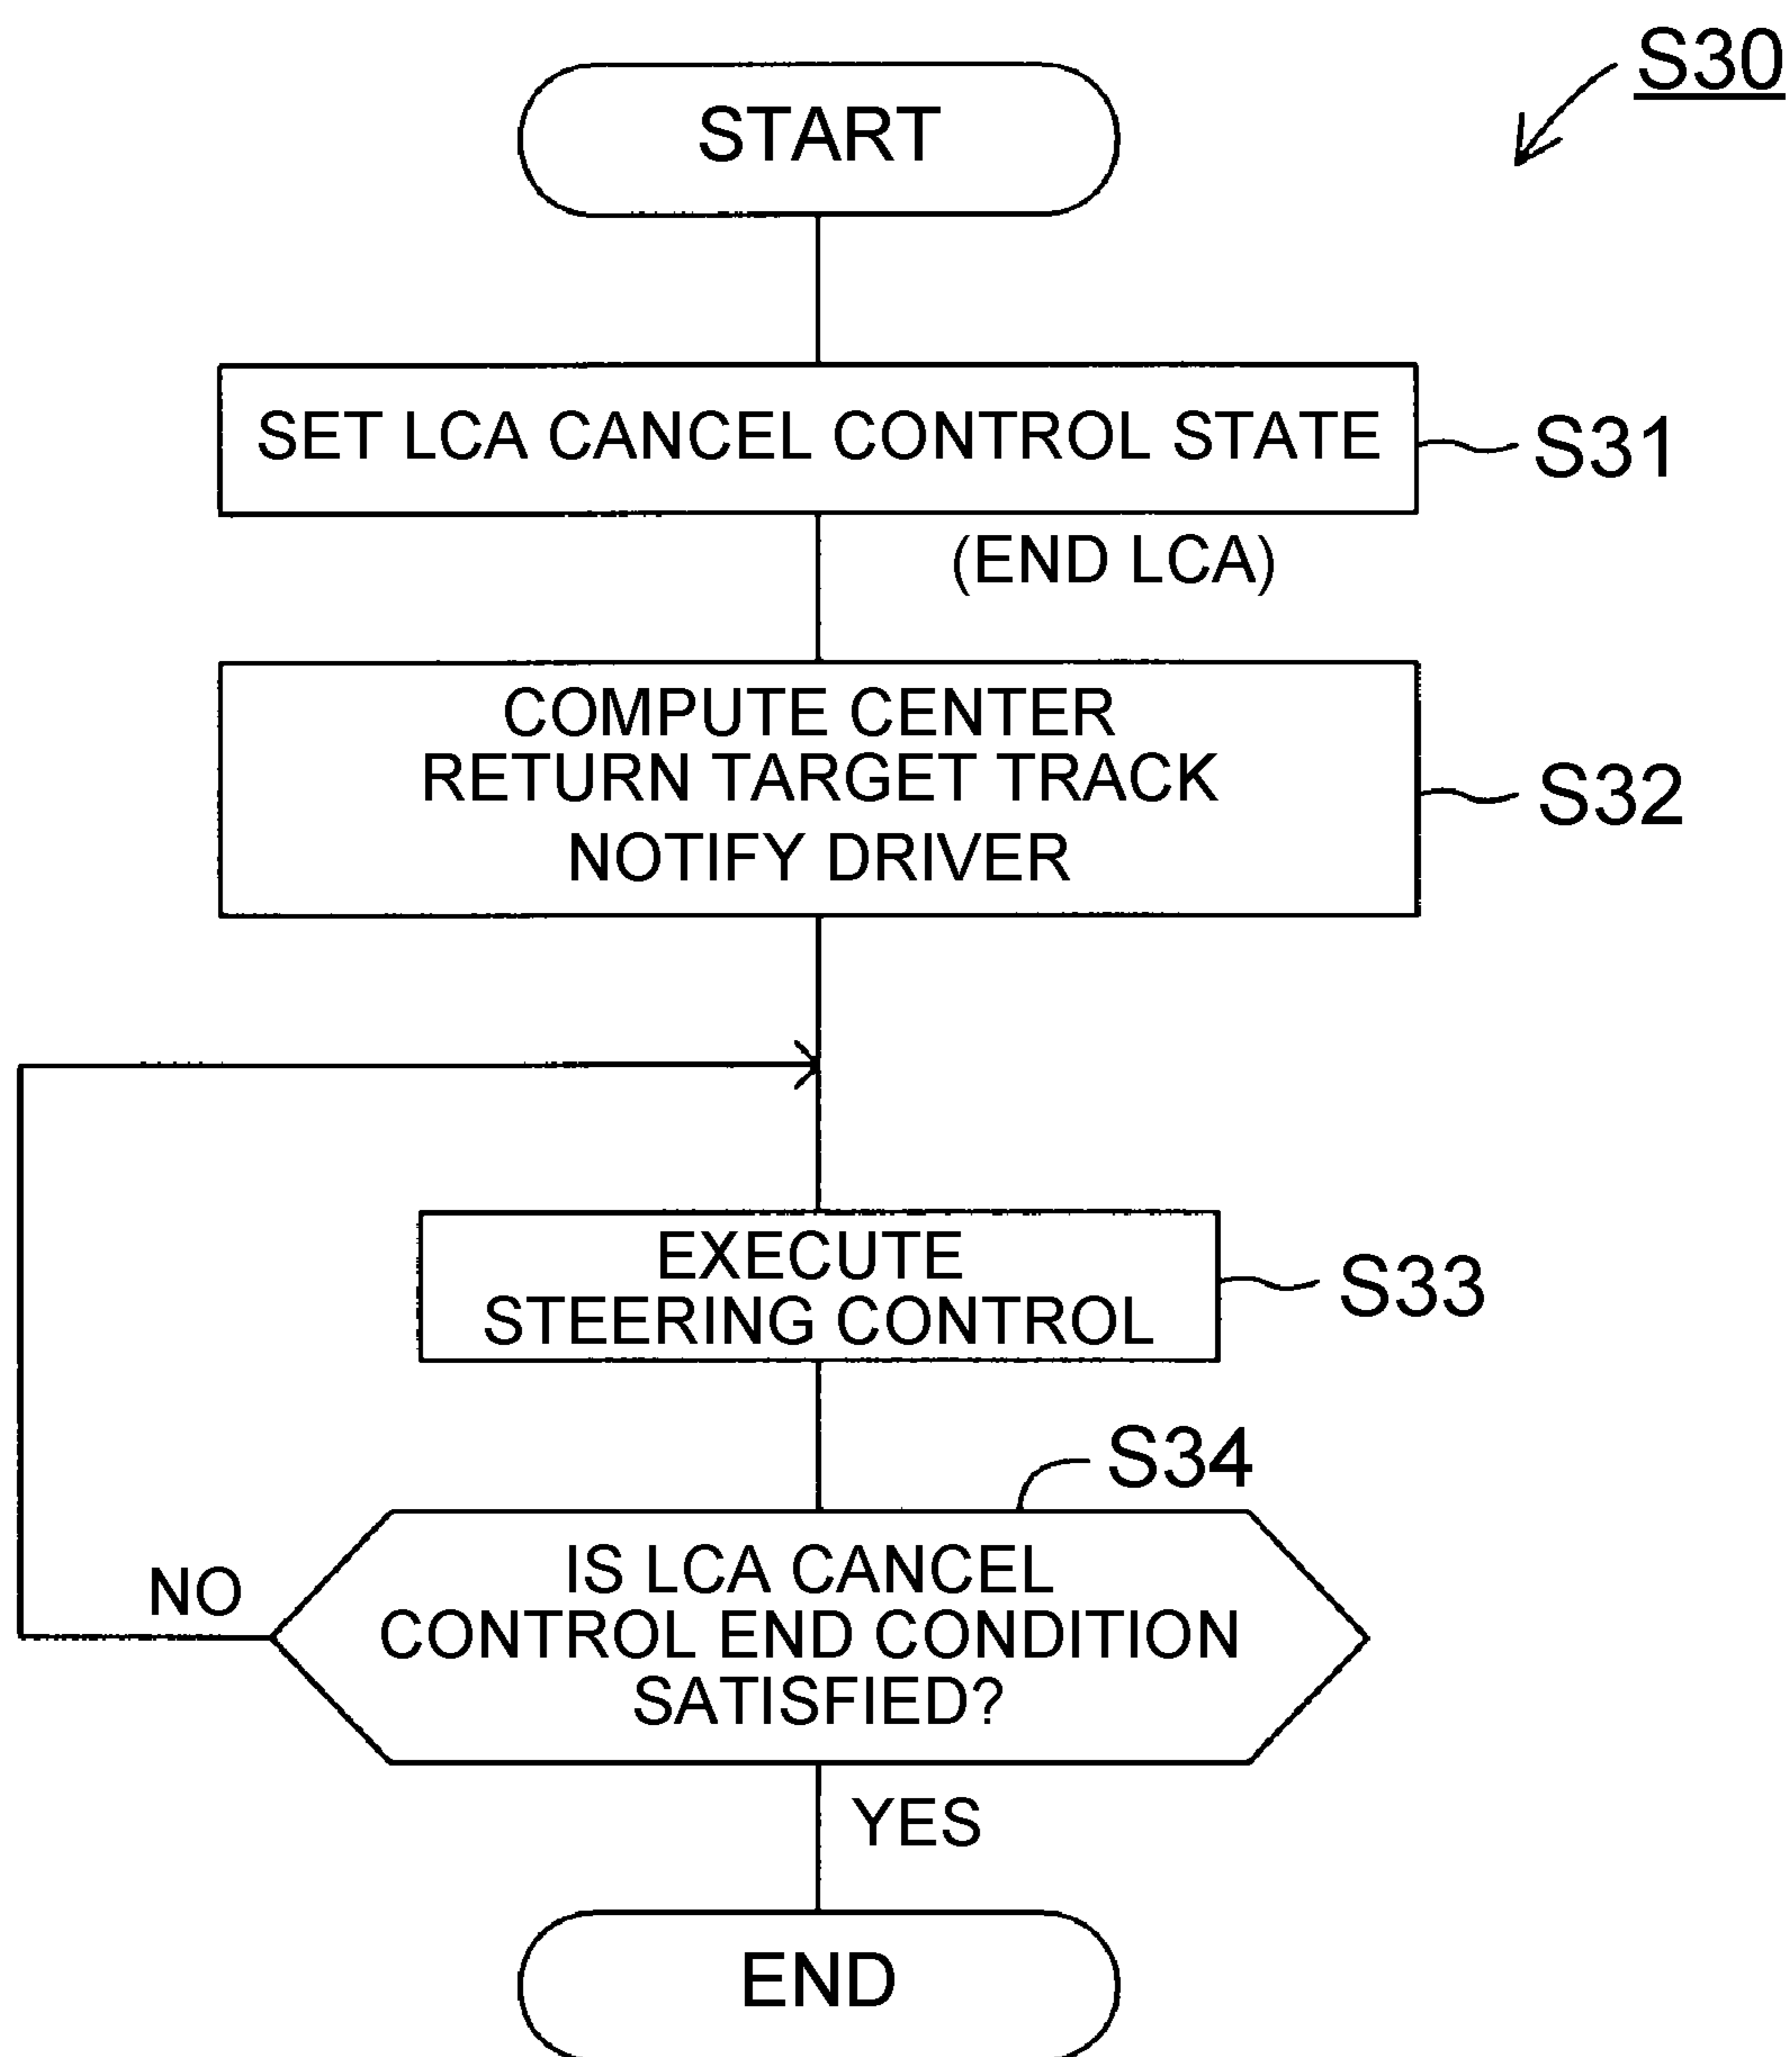 S30
START
SET LCA CANCEL CONTROL STATE
S31
(END LCA)
COMPUTE CENTER
RETURN TARGET TRACK
NOTIFY DRIVER
S32
EXECUTE
STEERING CONTROL
S33
S34
IS LCA CANCEL
CONTROL END CONDITION
SATISFIED?
NO
YES
END